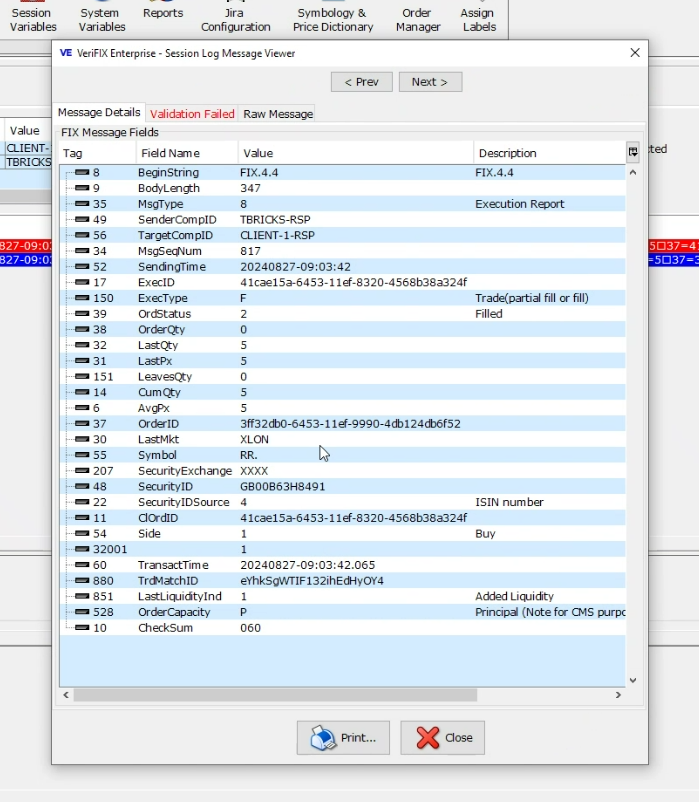 Session Variables
System Variables
Reports
Jira Configuration
Symbology & Price Dictionary
Order Manager
Assign Labels
VE VeriFIX Enterprise - Session Log Message Viewer
< Prev Next >
Message Details Validation Failed Raw Message
FIX Message Fields
Tag Field Name Value Description
8 BeginString FIX.4.4 FIX.4.4
9 BodyLength 347
35 MsgType 8 Execution Report
49 SenderCompID TBRICKS-RSP
56 TargetCompID CLIENT-1-RSP
34 MsgSeqNum 817
52 SendingTime 20240827-09:03:42
17 ExecID 41cae15a-6453-11ef-8320-4568b38a324f
150 ExecType F Trade(partial fill or fill)
39 OrdStatus 2 Filled
38 OrderQty 0
32 LastQty 5
31 LastPx 5
151 LeavesQty 0
14 CumQty 5
6 AvgPx 5
37 OrderID 3ff32db0-6453-11ef-9990-4db124db6f52
30 LastMkt XLON
55 Symbol RR.
207 SecurityExchange XXXX
48 SecurityID GB00B63H8491
22 SecurityIDSource 4 ISIN number
11 ClOrdID 41cae15a-6453-11ef-8320-4568b38a324f
54 Side 1 Buy
32001 1
60 TransactTime 20240827-09:03:42.065
880 TrdMatchID eYhkSgWTIF132ihEdHyOY4
851 LastLiquidityInd 1 Added Liquidity
528 OrderCapacity P Principal (Note for CMS purpo
10 CheckSum 060
Print... Close
Value
CLIENT-
TBRICKS
cted
827-09:03
5□37=4
827-09:03
=5□37=3